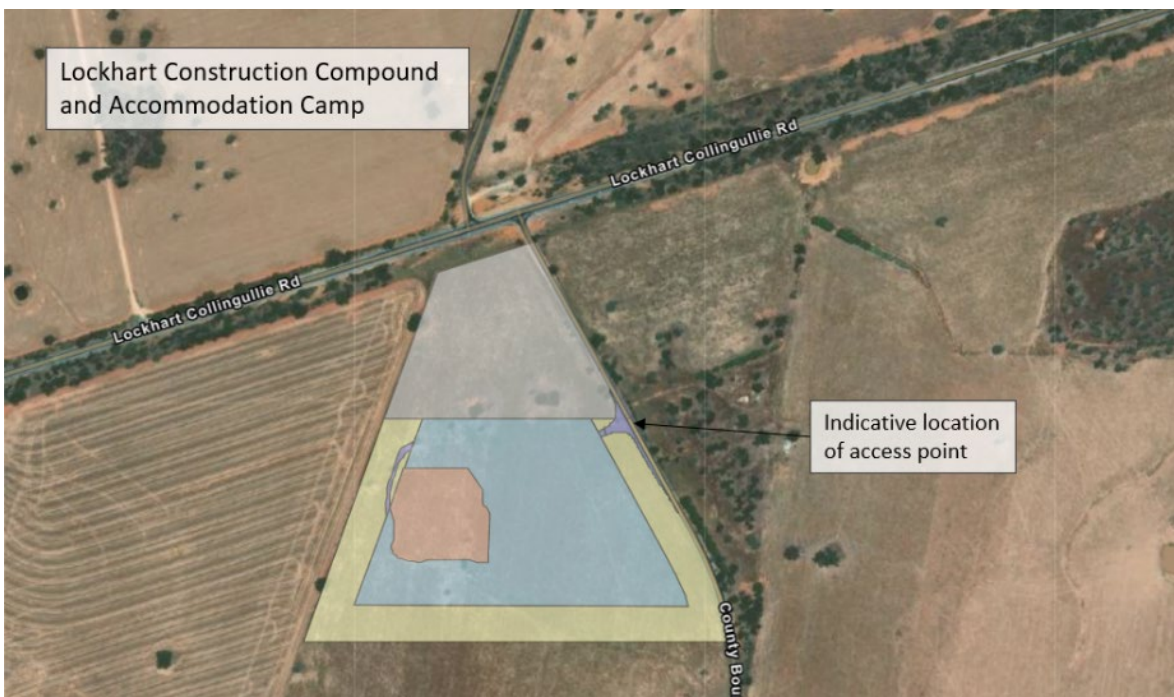 Lockhart Construction Compound
and Accommodation Camp
Lockhart Collingullie Rd
Lockhart Collingullie Rd
Indicative location
of access point
County Bou